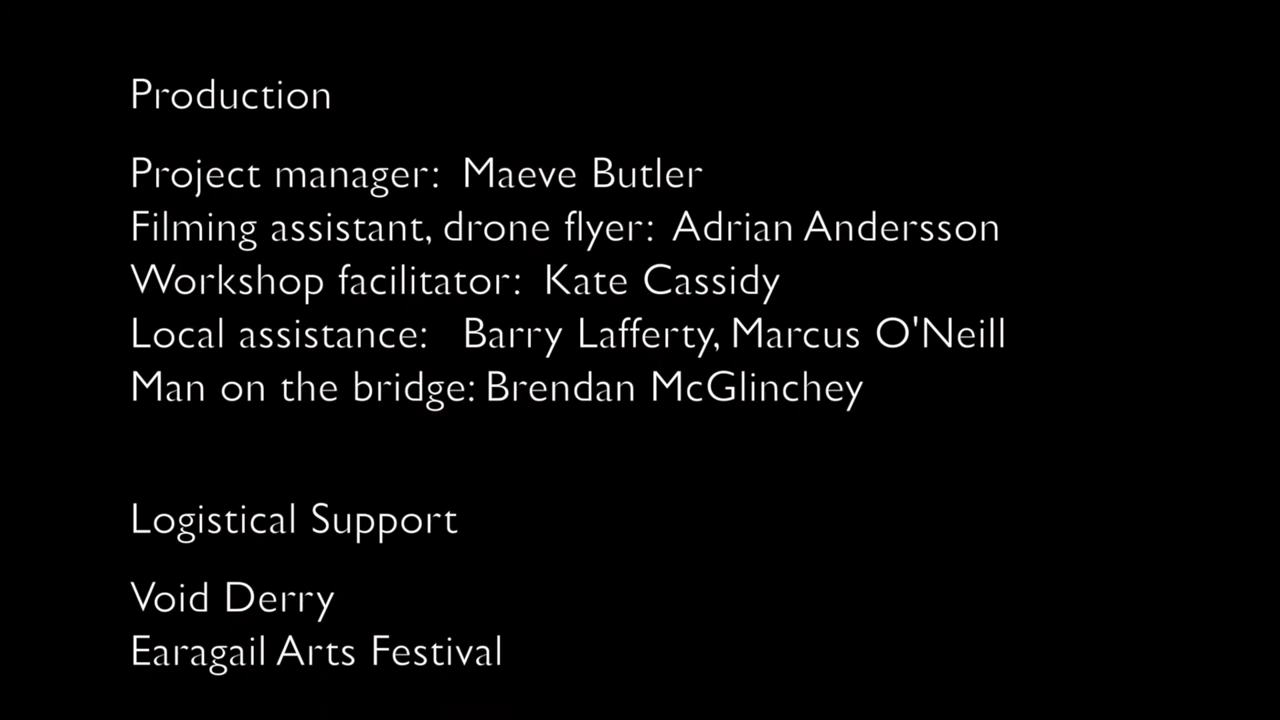 Production
Project manager: Maeve Butler
Filming assistant, drone flyer: Adrian Andersson
Workshop facilitator: Kate Cassidy
Local assistance: Barry Lafferty, Marcus O'Neill
Man on the bridge: Brendan McGlinchey
Logistical Support
Void Derry
Earagail Arts Festival